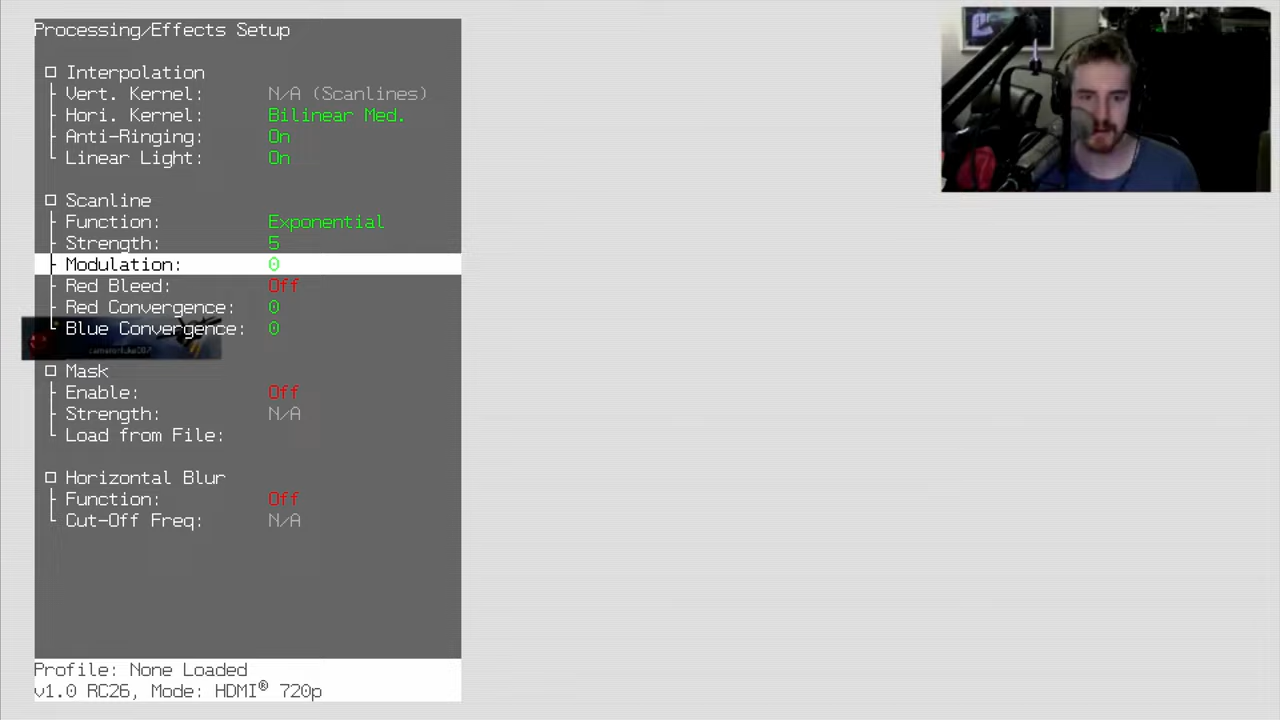 Processing/Effects Setup
Interpolation
Vert. Kernel: N/A (Scanlines)
Hori. Kernel: Bilinear Med.
Anti-Ringing: On
Linear Light: On
Scanline
Function: Exponential
Strength: 5
Modulation: 0
Red Bleed: Off
Red Convergence: 0
Blue Convergence: 0
Mask
Enable: Off
Strength: N/A
Load from File:
Horizontal Blur
Function: Off
Cut-Off Freq: N/A
Profile: None Loaded
v1.0 RC26, Mode: HDMI® 720p